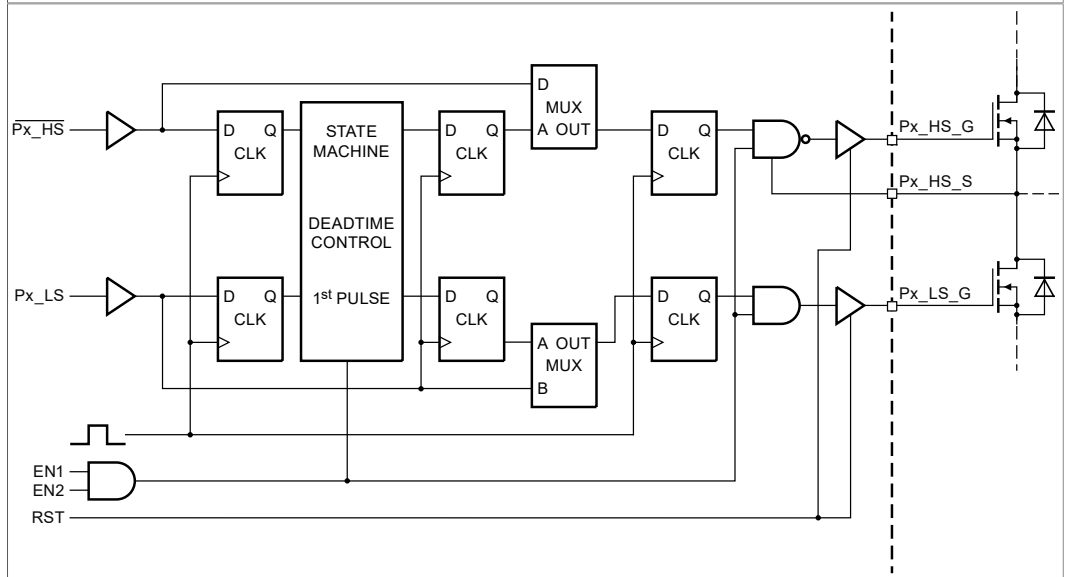 D
MUX
A OUT
Px_HS
D Q
CLK
STATE
MACHINE
D Q
CLK
D Q
CLK
Px_HS_G
Px_HS_S
DEADTIME
CONTROL
Px_LS
D Q
CLK
1st PULSE
D Q
CLK
D Q
CLK
Px_LS_G
A OUT
MUX
B
EN1
EN2
RST